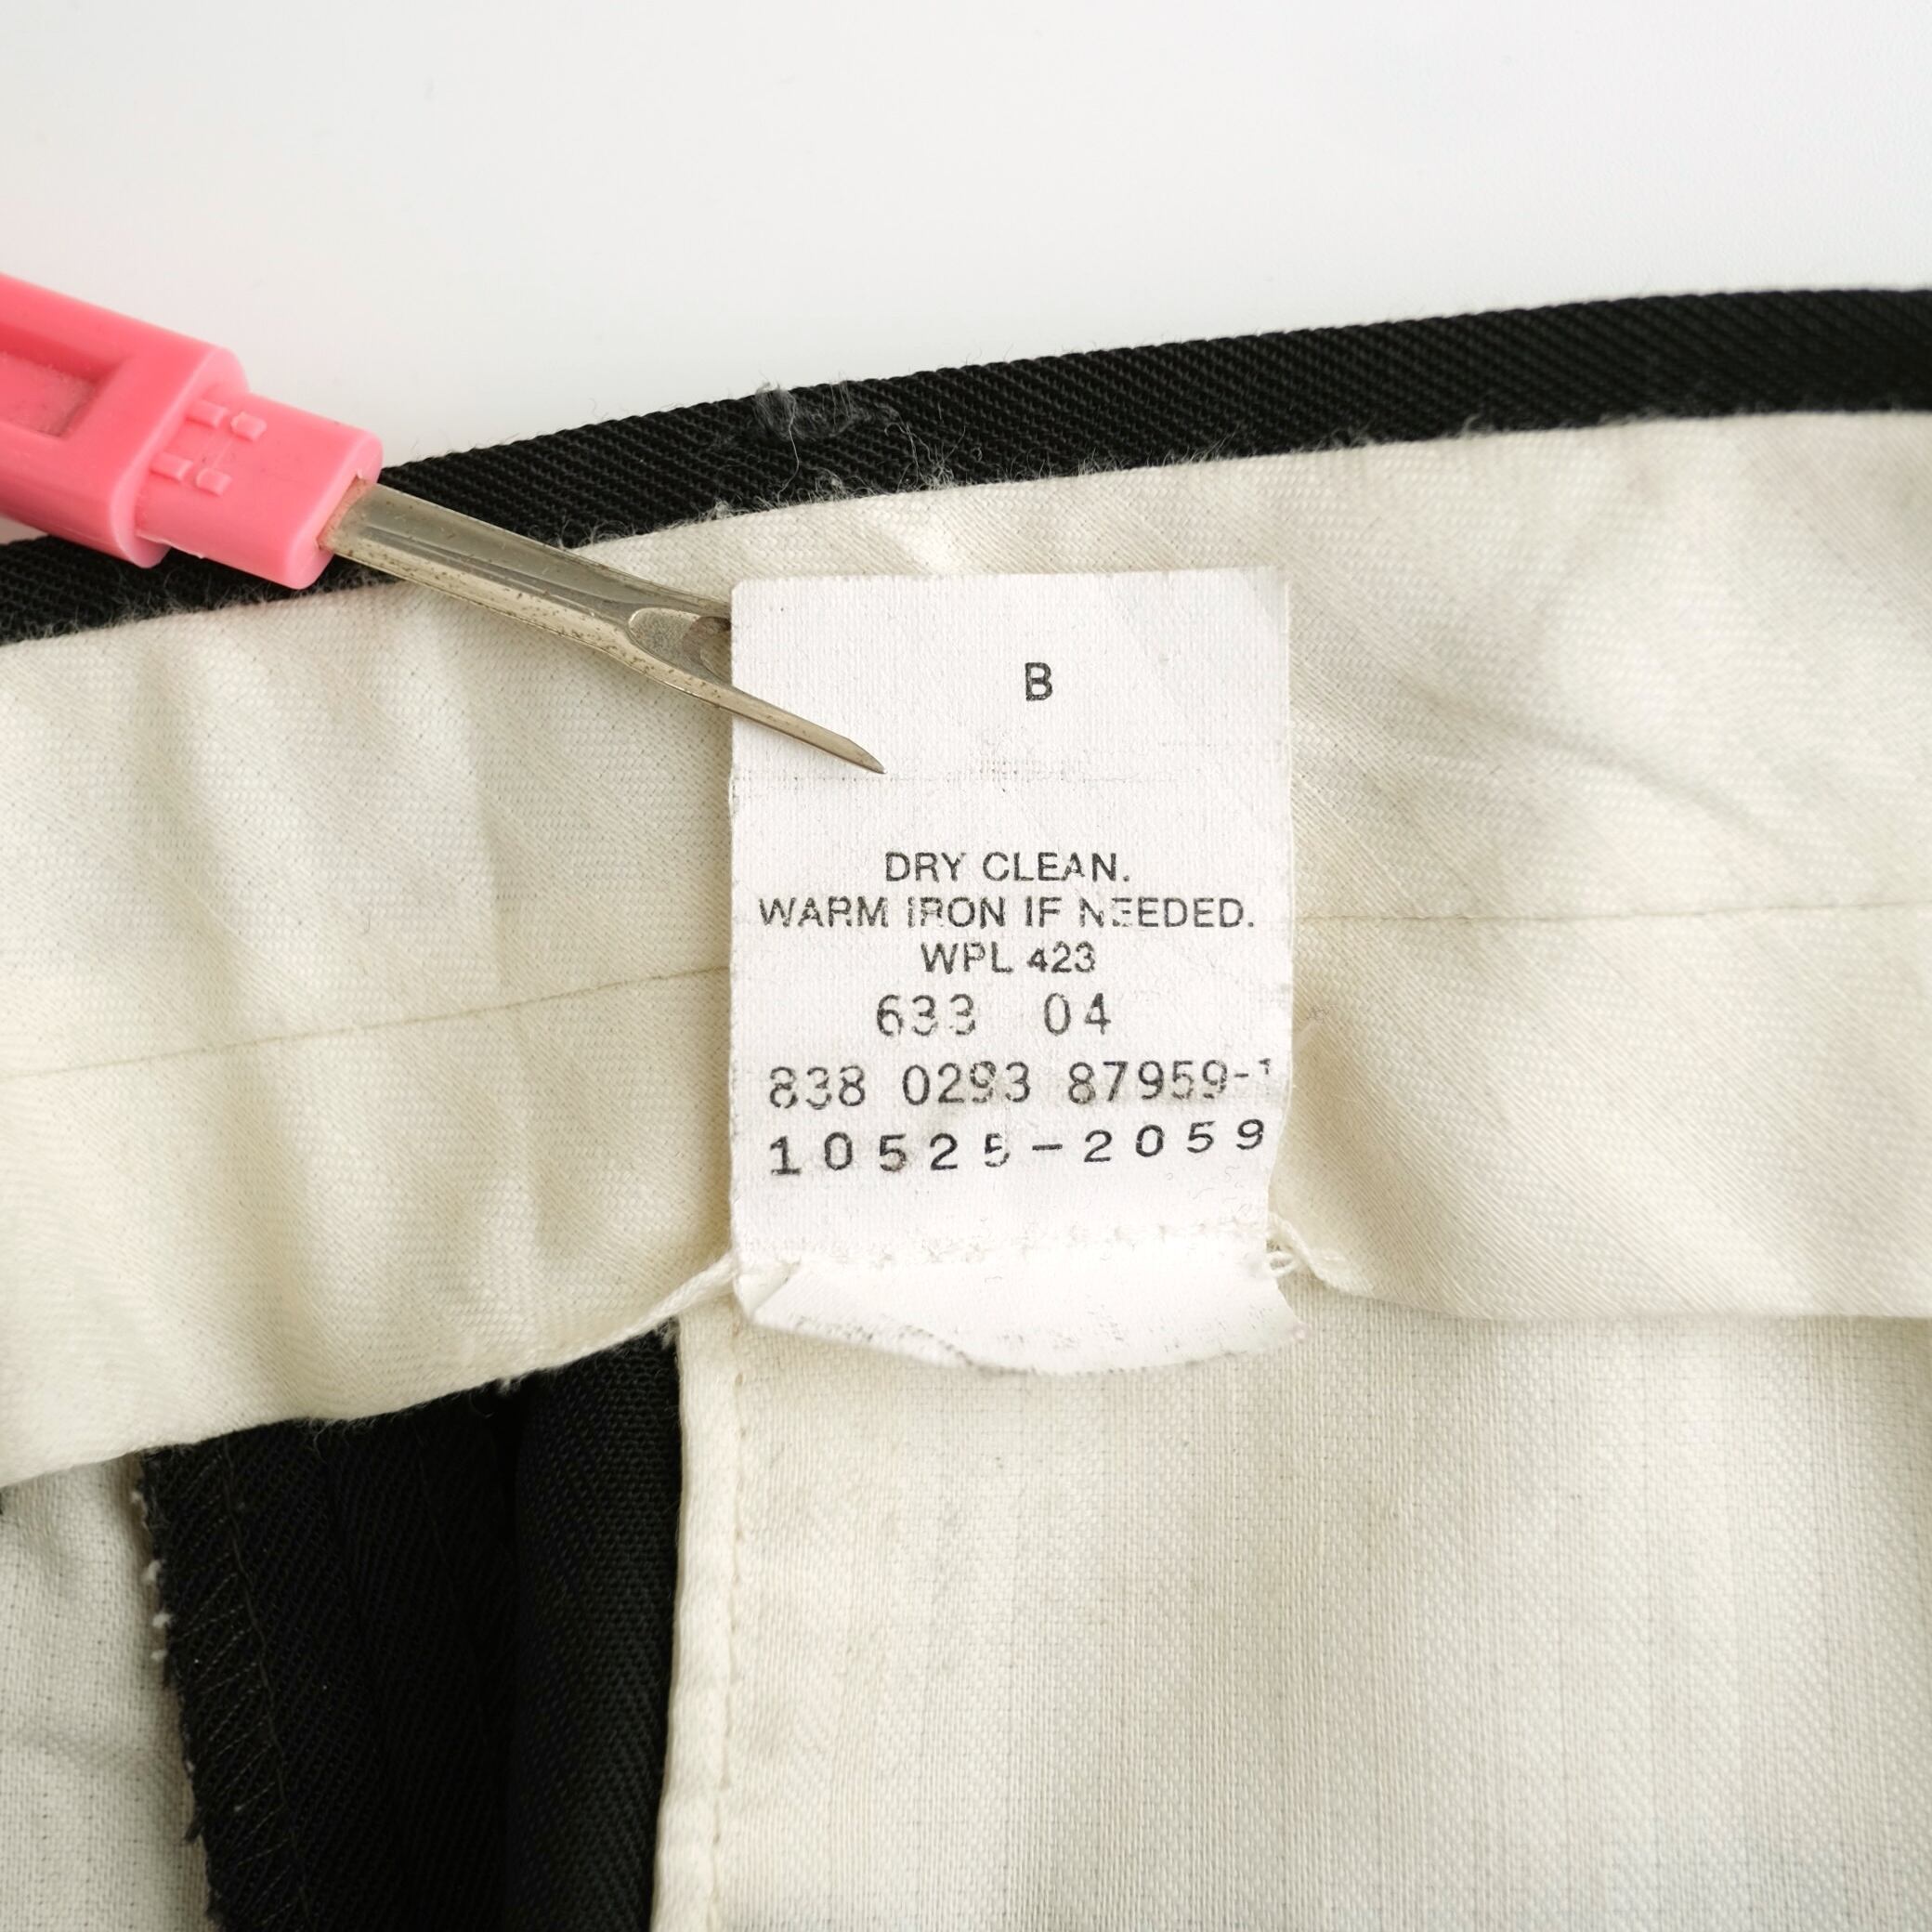 B
DRY CLEAN.
WARM IRON IF NEEDED.
WPL 423
633 04
838 0293 87959-1
10525-2059